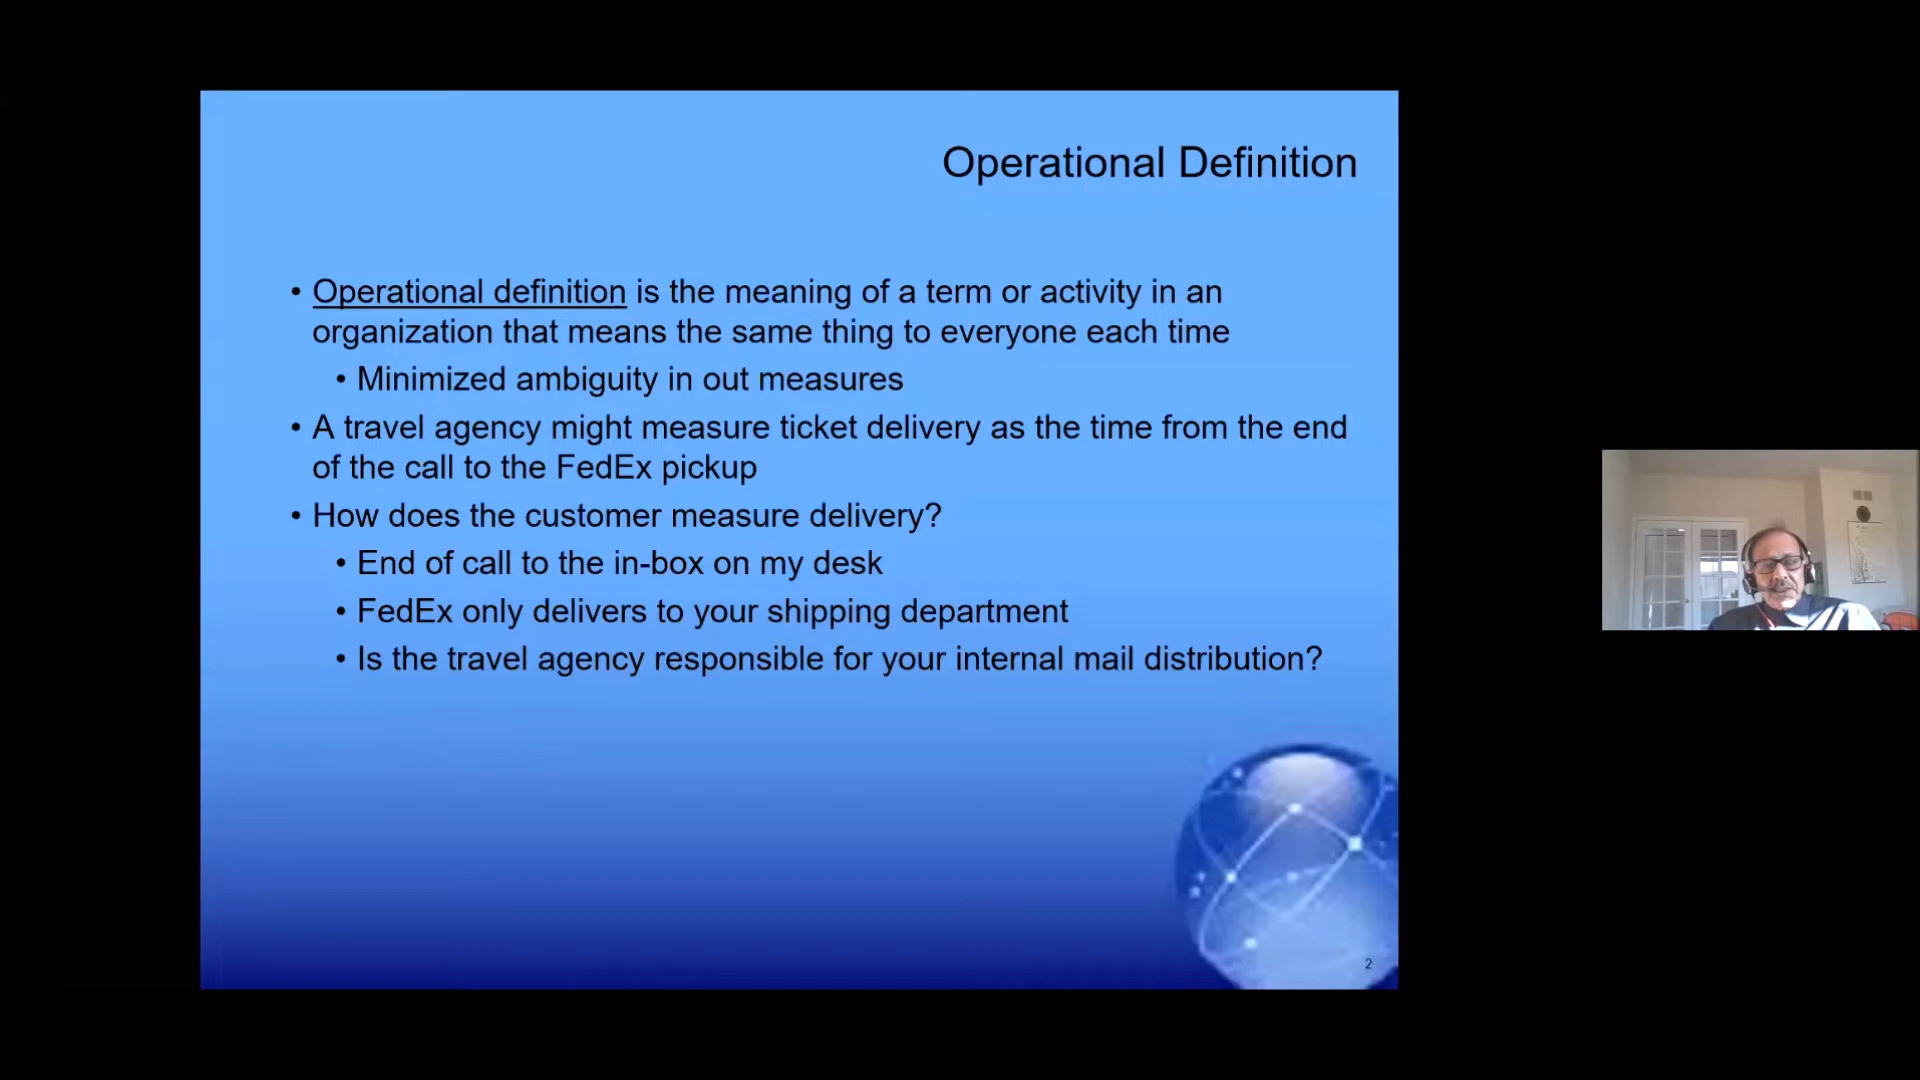 Operational Definition
• Operational definition is the meaning of a term or activity in an
organization that means the same thing to everyone each time
• Minimized ambiguity in out measures
• A travel agency might measure ticket delivery as the time from the end
of the call to the FedEx pickup
• How does the customer measure delivery?
• End of call to the in-box on my desk
• FedEx only delivers to your shipping department
• Is the travel agency responsible for your internal mail distribution?
2